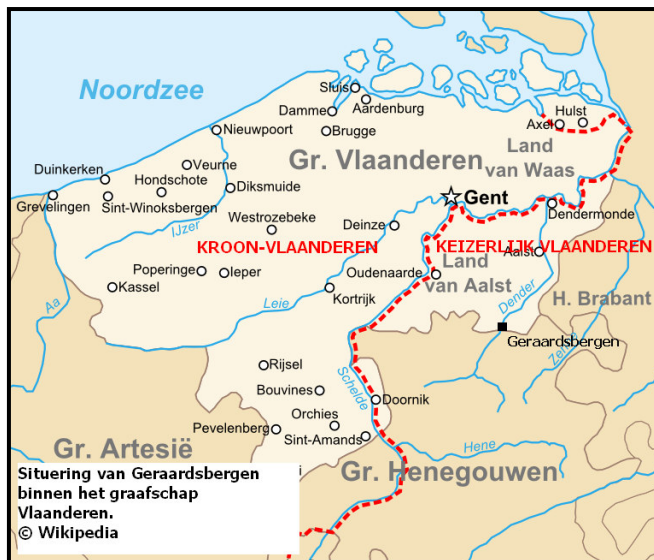 Noordzee
Sluis
Damme
Aardenburg
Hulst
Axel
Nieuwpoort
Brugge
Land
van Waas
Gr. Vlaanderen
Veurne
Duinkerken
Hondschote
Diksmuide
Grevelingen
Sint-Winoksbergen
Gent
Dendermonde
Westrozebeke
Deinze
IJzer
KROON-VLAANDEREN
KEIZERLIJK VLAANDEREN
Aalst
Land
van Aalst
Poperinge
Ieper
Oudenaarde
Kassel
Leie
Kortrijk
Dender
H. Brabant
Aa
Geraardsbergen
Zenne
Rijsel
Schelde
Bouvines
Doornik
Orchies
Pevelenberg
Sint-Amands
Hene
Gr. Artesië
Gr. Henegouwen
Situering van Geraardsbergen
binnen het graafschap
Vlaanderen.
© Wikipedia